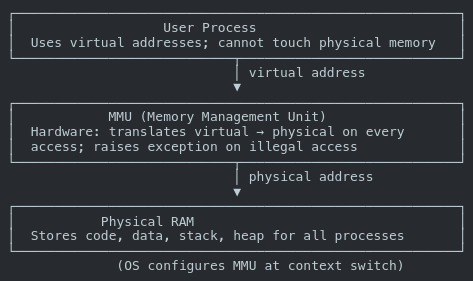 User Process
Uses virtual addresses; cannot touch physical memory
virtual address
MMU (Memory Management Unit)
Hardware: translates virtual → physical on every
access; raises exception on illegal access
physical address
Physical RAM
Stores code, data, stack, heap for all processes
(OS configures MMU at context switch)